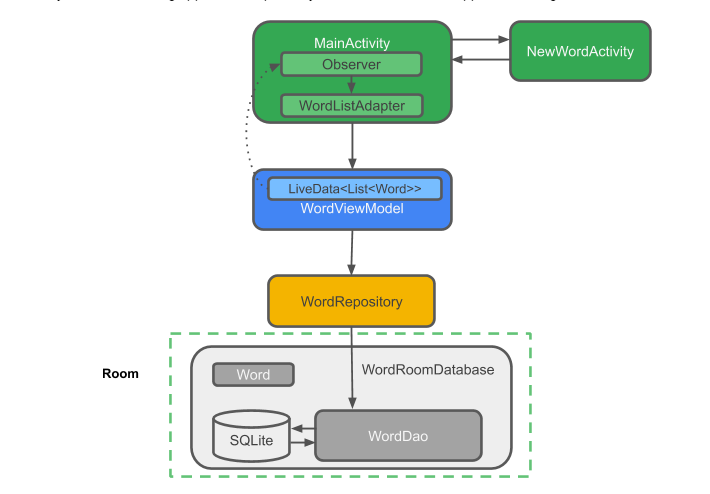 MainActivity
NewWordActivity
Observer
WordListAdapter
LiveData<List<Word>>
WordViewModel
WordRepository
Room
WordRoomDatabase
Word
SQLite
WordDao